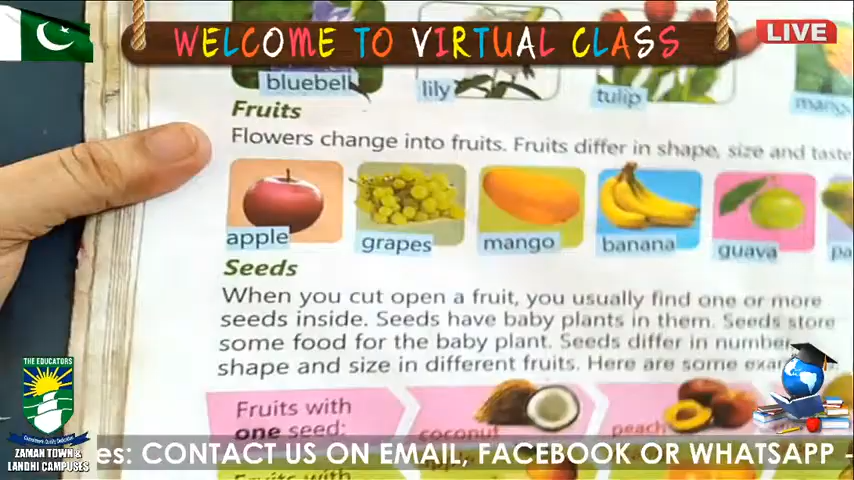 WELCOME TO VIRTUAL CLASS
LIVE
bluebell
lily
tulip
Fruits
Flowers change into fruits. Fruits differ in shape, size and taste
apple
grapes
mango
banana
guava
Seeds
When you cut open a fruit, you usually find one or more
seeds inside. Seeds have baby plants in them. Seeds store
some food for the baby plant. Seeds differ in number,
shape and size in different fruits. Here are some
Fruits with
one seed:
coconut
peach
Fruits with
THE EDUCATORS
ZAMAN TOWN &
LANDHI CAMPUSES
es: CONTACT US ON EMAIL, FACEBOOK OR WHATSAPP -